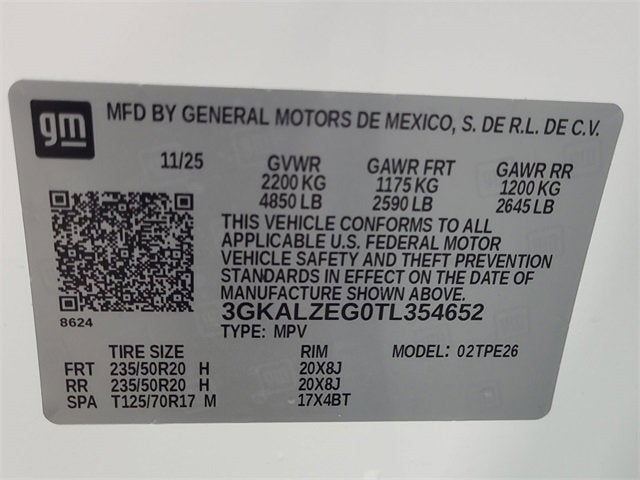 gm
MFD BY GENERAL MOTORS DE MEXICO, S. DE R.L. DE C.V.
11/25 GVWR GAWR FRT GAWR RR
2200 KG 1175 KG 1200 KG
4850 LB 2590 LB 2645 LB
THIS VEHICLE CONFORMS TO ALL
APPLICABLE U.S. FEDERAL MOTOR
VEHICLE SAFETY AND THEFT PREVENTION
STANDARDS IN EFFECT ON THE DATE OF
MANUFACTURE SHOWN ABOVE.
8624
3GKALZEG0TL354652
TYPE: MPV
TIRE SIZE RIM MODEL: 02TPE26
FRT 235/50R20 H 20X8J
RR 235/50R20 H 20X8J
SPA T125/70R17 M 17X4BT